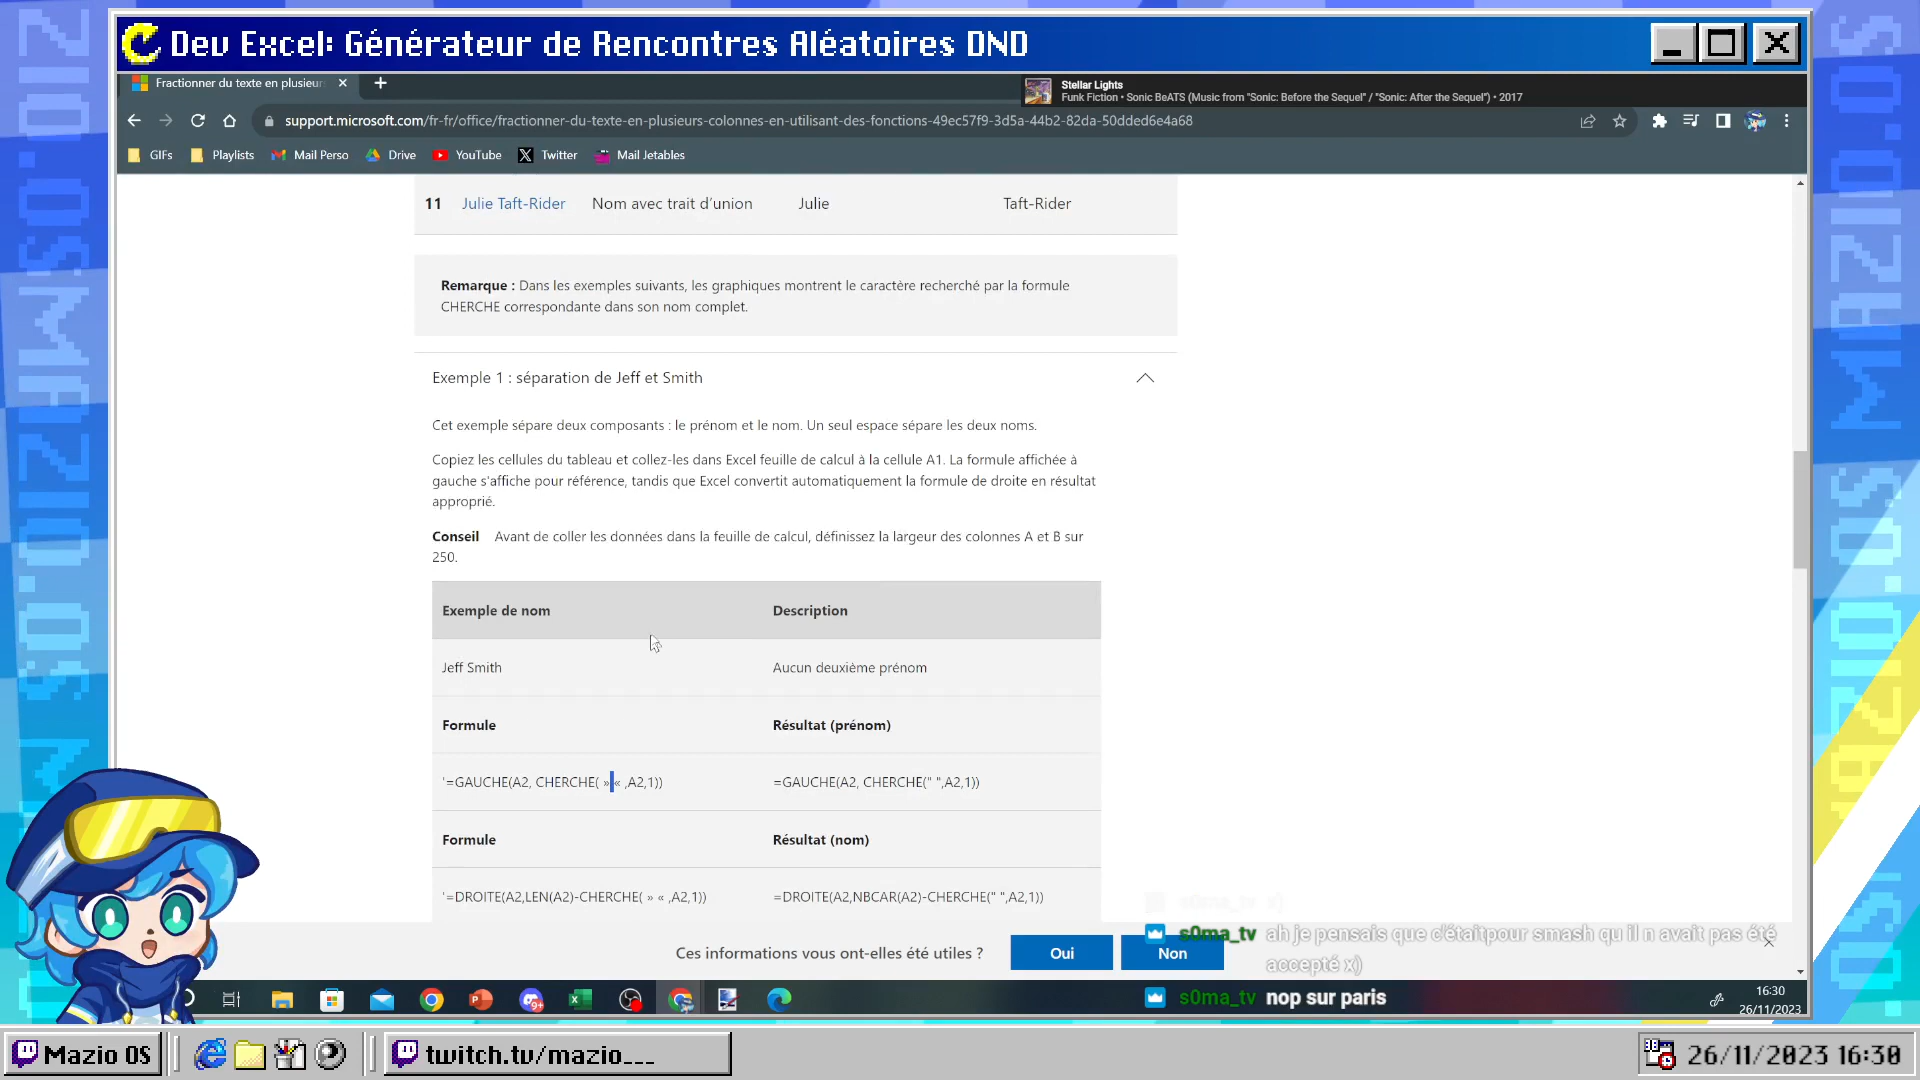 Dev Excel: Générateur de Rencontres Aléatoires DND
Fractionner du texte en plusieur
Stellar Lights
Funk Fiction • Sonic BeATS (Music from "Sonic: Before the Sequel" / "Sonic: After the Sequel") • 2017
support.microsoft.com/fr-fr/office/fractionner-du-texte-en-plusieurs-colonnes-en-utilisant-des-fonctions-49ec57f9-3d5a-44b2-82da-50dded6e4a68
GIFs Playlists Mail Perso Drive YouTube Twitter Mail Jetables
11 Julie Taft-Rider Nom avec trait d’union Julie Taft-Rider
Remarque : Dans les exemples suivants, les graphiques montrent le caractère recherché par la formule
CHERCHE correspondante dans son nom complet.
Exemple 1 : séparation de Jeff et Smith
Cet exemple sépare deux composants : le prénom et le nom. Un seul espace sépare les deux noms.
Copiez les cellules du tableau et collez-les dans Excel feuille de calcul à la cellule A1. La formule affichée à
gauche s'affiche pour référence, tandis que Excel convertit automatiquement la formule de droite en résultat
approprié.
Conseil Avant de coller les données dans la feuille de calcul, définissez la largeur des colonnes A et B sur
250.
Exemple de nom Description
Jeff Smith Aucun deuxième prénom
Formule Résultat (prénom)
'=GAUCHE(A2, CHERCHE( » « ,A2,1)) =GAUCHE(A2, CHERCHE(" ",A2,1))
Formule Résultat (nom)
'=DROITE(A2,LEN(A2)-CHERCHE( » « ,A2,1)) =DROITE(A2,NBCAR(A2)-CHERCHE(" ",A2,1))
s0ma_tv x)
s0ma_tv ah je pensais que c'étaitpour smash qu il n avait pas été
accepté x)
Ces informations vous ont-elles été utiles ? Oui Non
s0ma_tv nop sur paris
16:30
26/11/2023
Mazio OS twitch.tv/mazio___ 26/11/2023 16:30